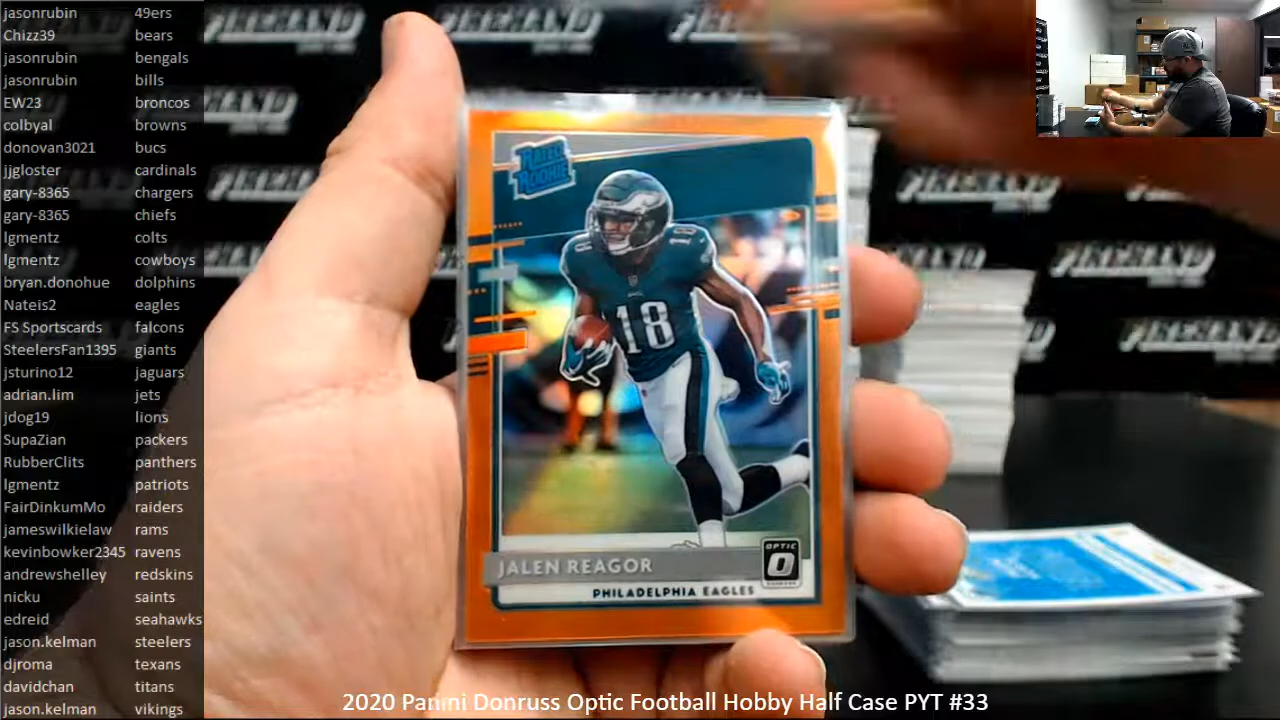 jasonrubin 49ers
Chizz39 bears
jasonrubin bengals
jasonrubin bills
EW23 broncos
colbyal browns
donovan3021 bucs
jjgloster cardinals
gary-8365 chargers
gary-8365 chiefs
lgmentz colts
lgmentz cowboys
bryan.donohue dolphins
Nateis2 eagles
FS Sportscards falcons
SteelersFan1395 giants
jsturino12 jaguars
adrian.lim jets
jdog19 lions
SupaZian packers
RubberClits panthers
lgmentz patriots
FairDinkumMo raiders
jameswilkielaw rams
kevinbowker2345 ravens
andrewshelley redskins
nicku saints
edreid seahawks
jason.kelman steelers
djroma texans
davidchan titans
jason.kelman vikings
RATED
ROOKIE
18
18
JALEN REAGOR
OPTIC
PHILADELPHIA EAGLES
2020 Panini Donruss Optic Football Hobby Half Case PYT #33